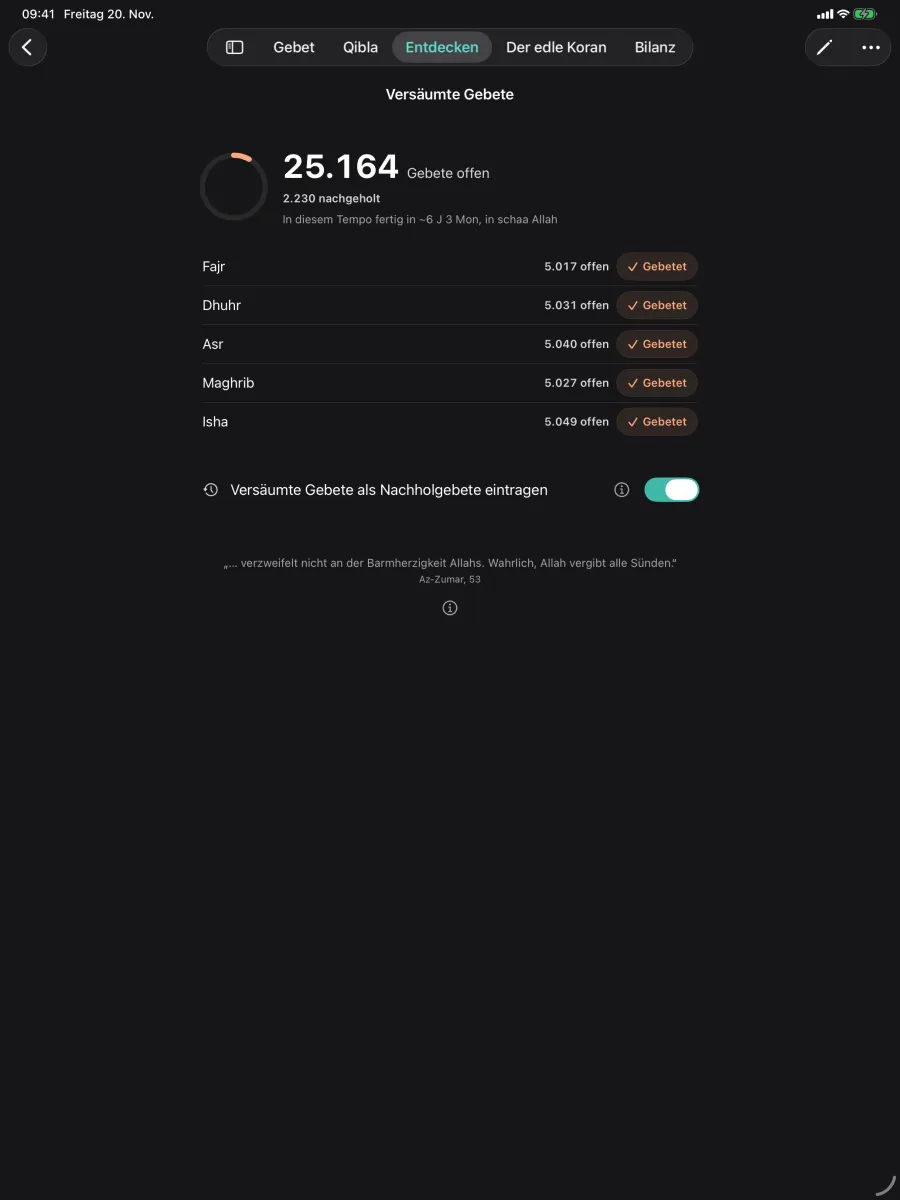 09:41 Freitag 20. Nov.
Gebet Qibla Entdecken Der edle Koran Bilanz
Versäumte Gebete
25.164 Gebete offen
2.230 nachgeholt
In diesem Tempo fertig in ~6 J 3 Mon, in schaa Allah
Fajr 5.017 offen ✓ Gebetet
Dhuhr 5.031 offen ✓ Gebetet
Asr 5.040 offen ✓ Gebetet
Maghrib 5.027 offen ✓ Gebetet
Isha 5.049 offen ✓ Gebetet
Versäumte Gebete als Nachholgebete eintragen
„... verzweifelt nicht an der Barmherzigkeit Allahs. Wahrlich, Allah vergibt alle Sünden.“
Az-Zumar, 53